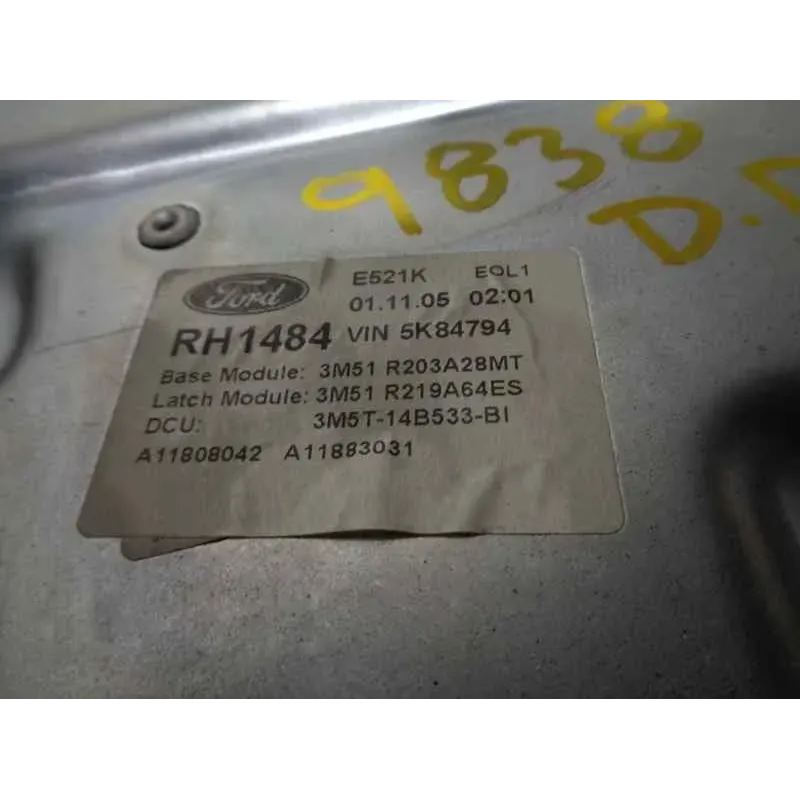 9838
D.D
Ford E521K EOL1
01.11.05 02:01
RH1484 VIN 5K84794
Base Module: 3M51 R203A28MT
Latch Module: 3M51 R219A64ES
DCU: 3M5T-14B533-BI
A11808042 A11883031